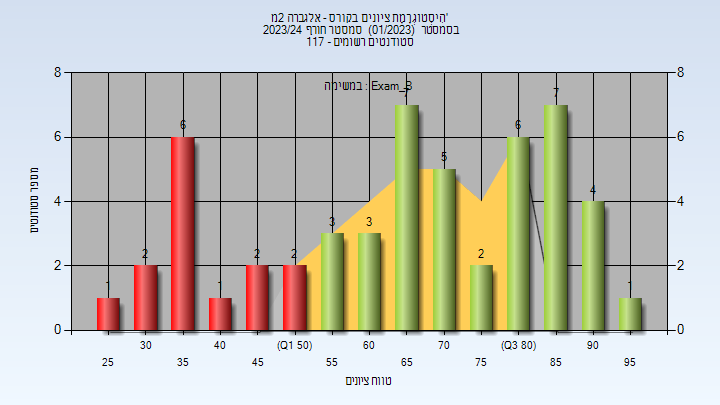 היסטוגרמת ציונים בקורס - אלגברה 2מ'
בסמסטר (01/2023) סמסטר חורף 2023/24
סטודנטים רשומים - 117
במשימה : Exam_3
8 8
6 6
4 4
2 2
0 0
מספר סטודנטים
1 2 6 1 2 2 3 3 7 5 2 6 7 4 1
30 40 (Q1 50) 60 70 (Q3 80) 90
25 35 45 55 65 75 85 95
טווח ציונים